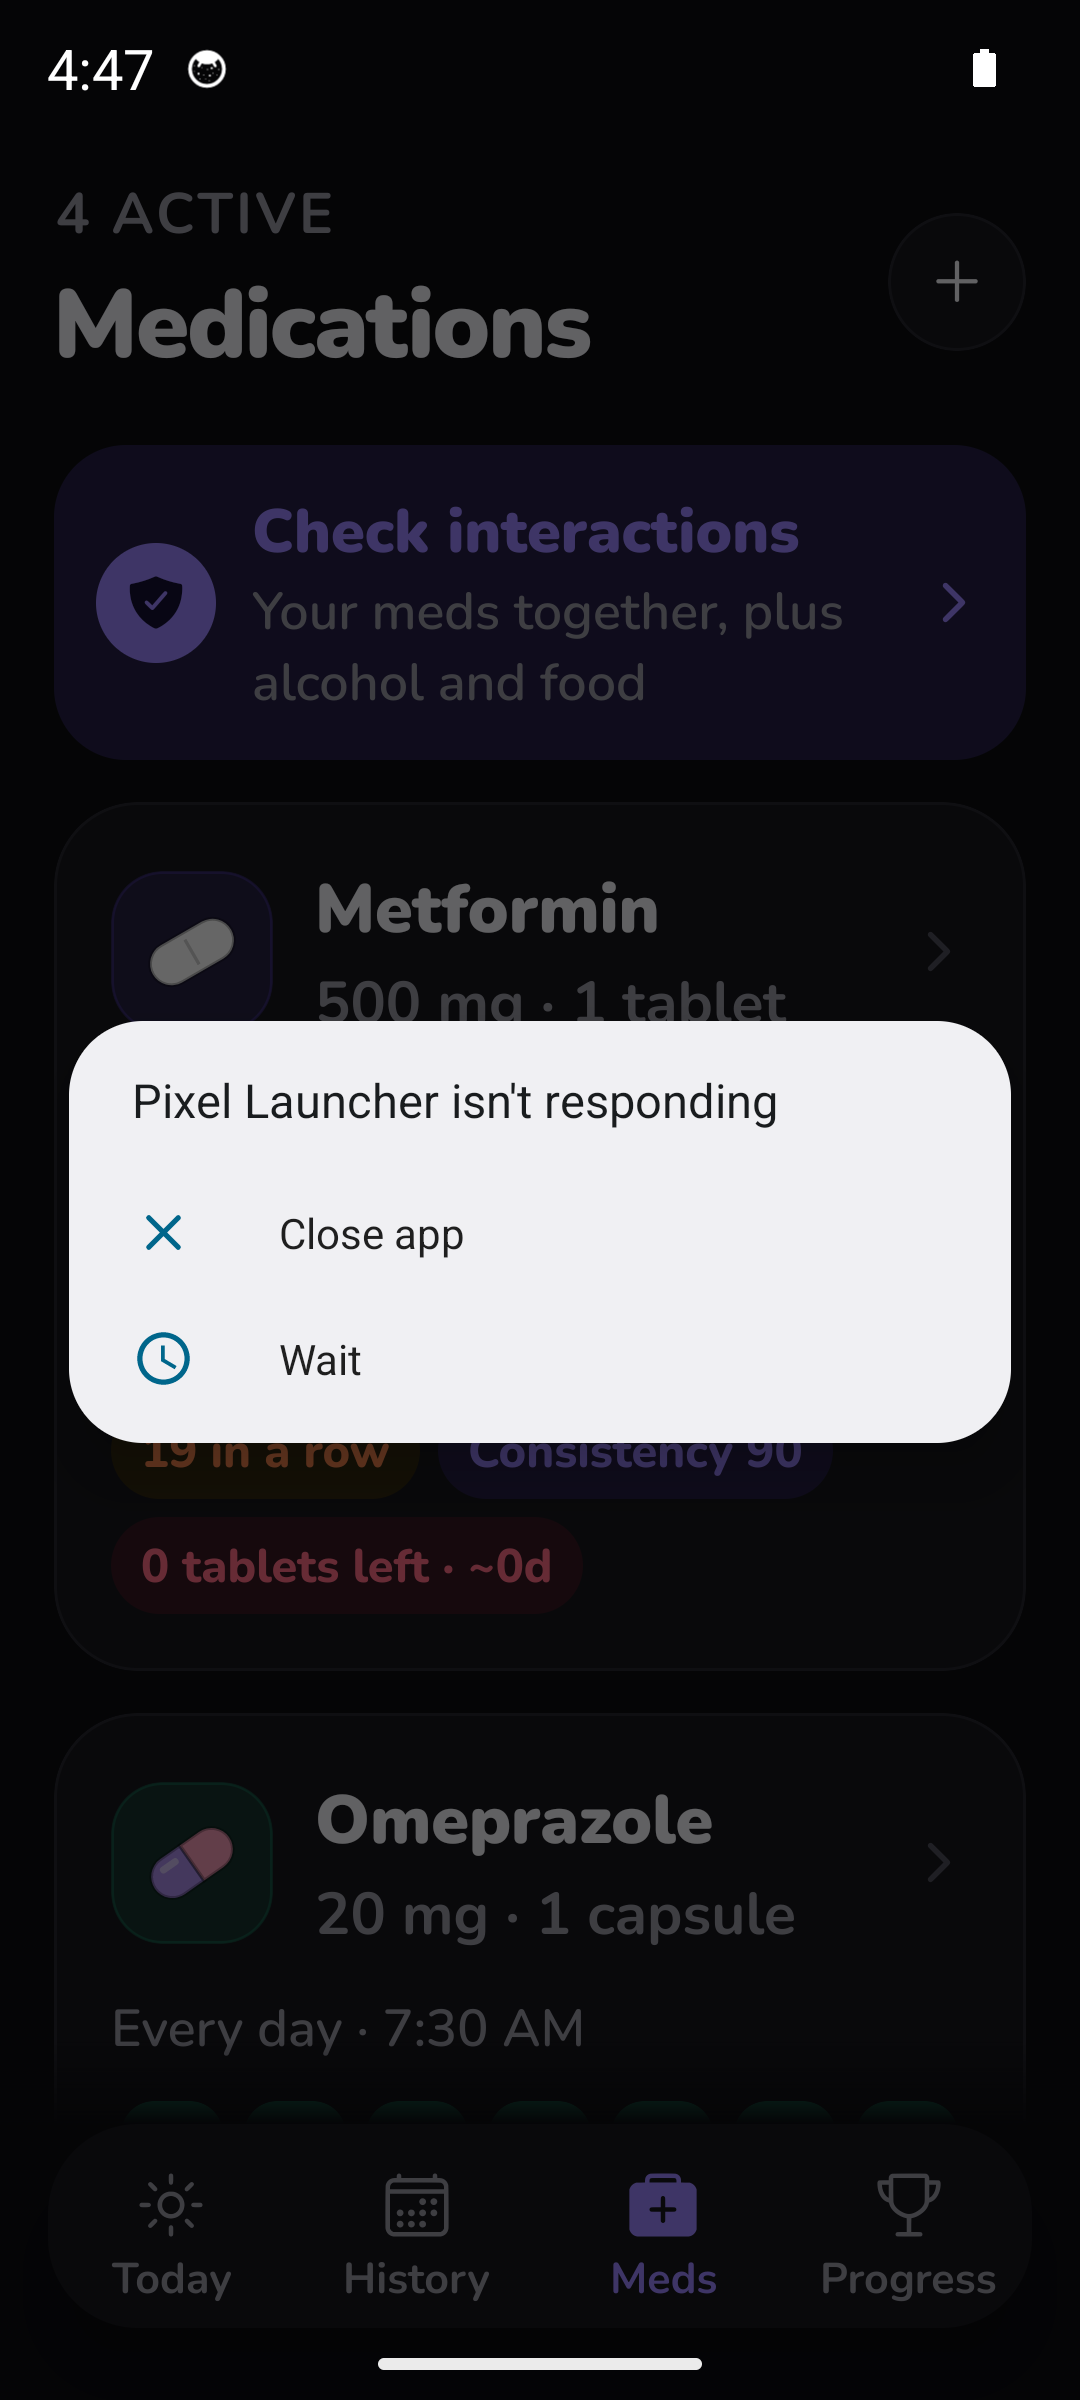 4:47
4 ACTIVE
Medications
Check interactions
Your meds together, plus
alcohol and food
Metformin
500 mg · 1 tablet
Pixel Launcher isn't responding
Close app
Wait
19 in a row
Consistency 90
0 tablets left · ~0d
Omeprazole
20 mg · 1 capsule
Every day · 7:30 AM
Today
History
Meds
Progress